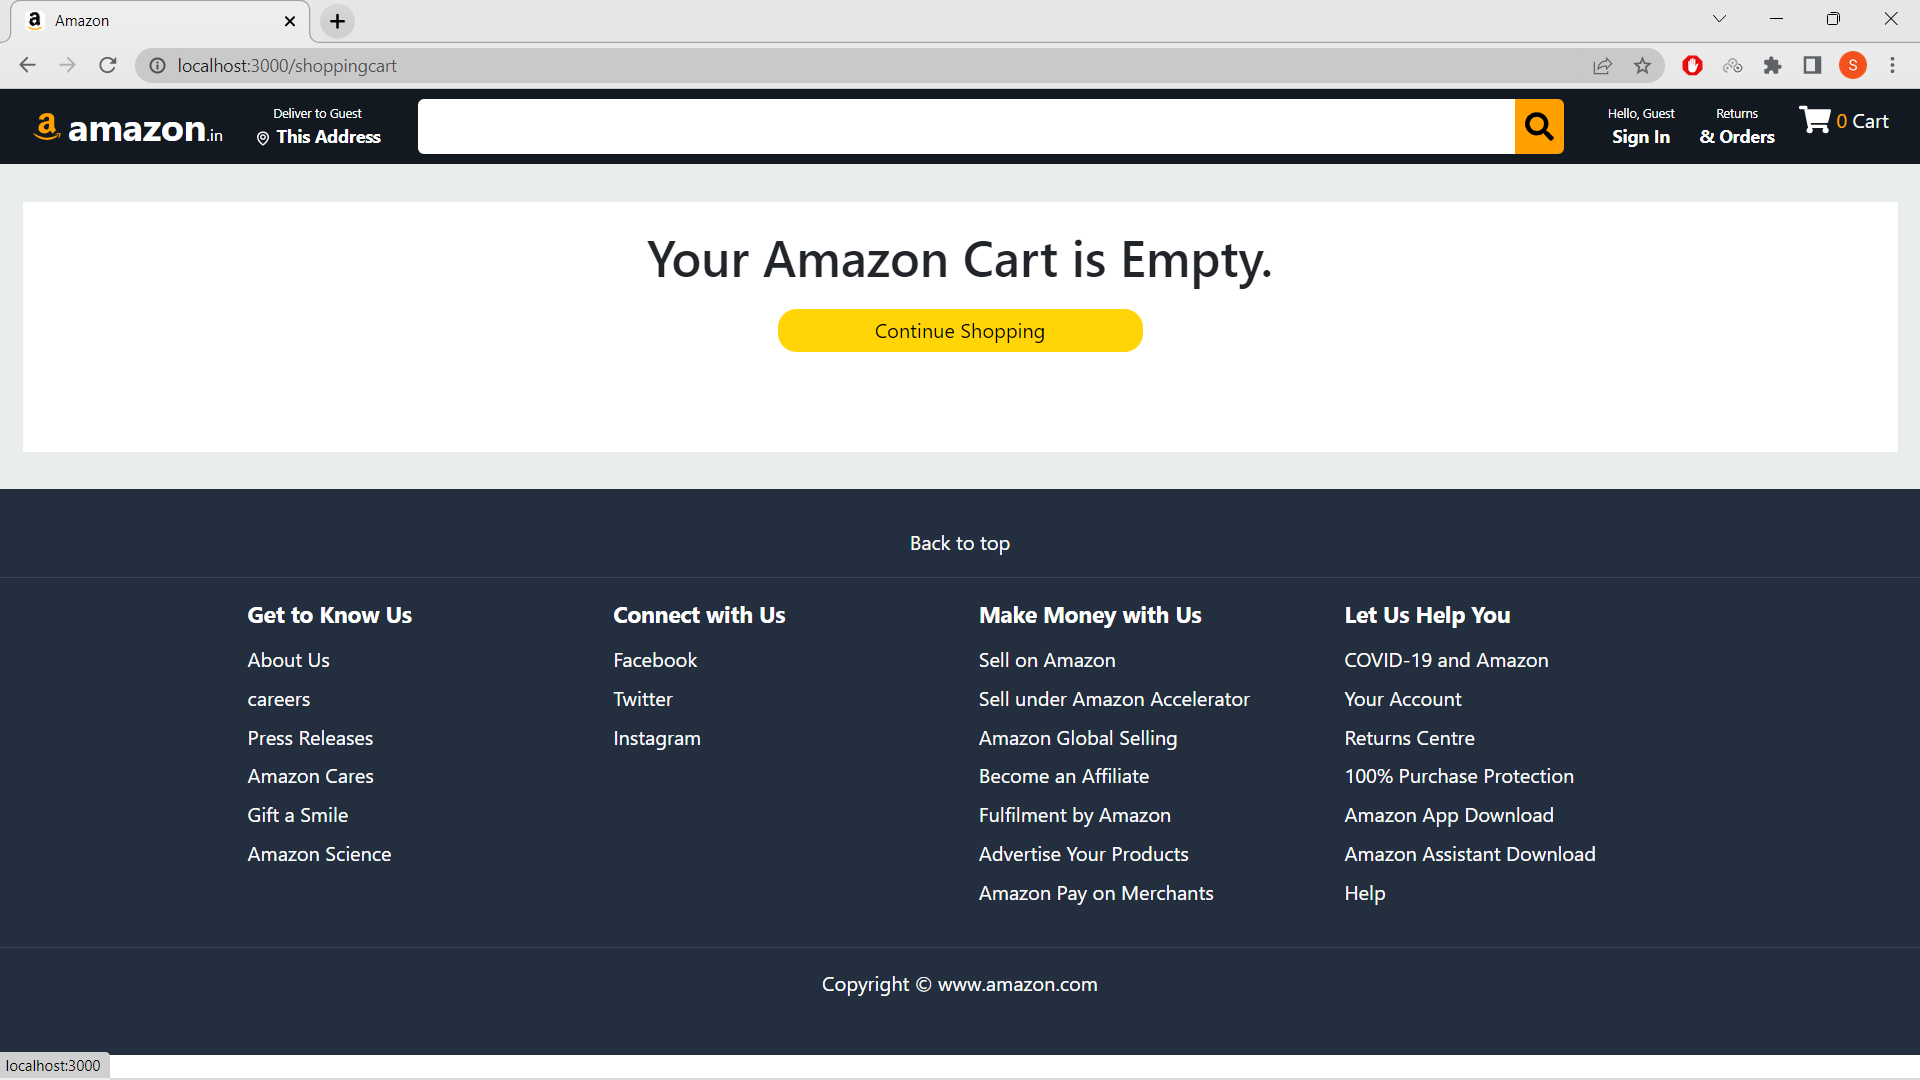 Amazon
localhost:3000/shoppingcart
S
amazon.in
Deliver to Guest
This Address
Hello, Guest
Sign In
Returns
& Orders
0 Cart
Your Amazon Cart is Empty.
Continue Shopping
Back to top
Get to Know Us
About Us
careers
Press Releases
Amazon Cares
Gift a Smile
Amazon Science
Connect with Us
Facebook
Twitter
Instagram
Make Money with Us
Sell on Amazon
Sell under Amazon Accelerator
Amazon Global Selling
Become an Affiliate
Fulfilment by Amazon
Advertise Your Products
Amazon Pay on Merchants
Let Us Help You
COVID-19 and Amazon
Your Account
Returns Centre
100% Purchase Protection
Amazon App Download
Amazon Assistant Download
Help
Copyright © www.amazon.com
localhost:3000